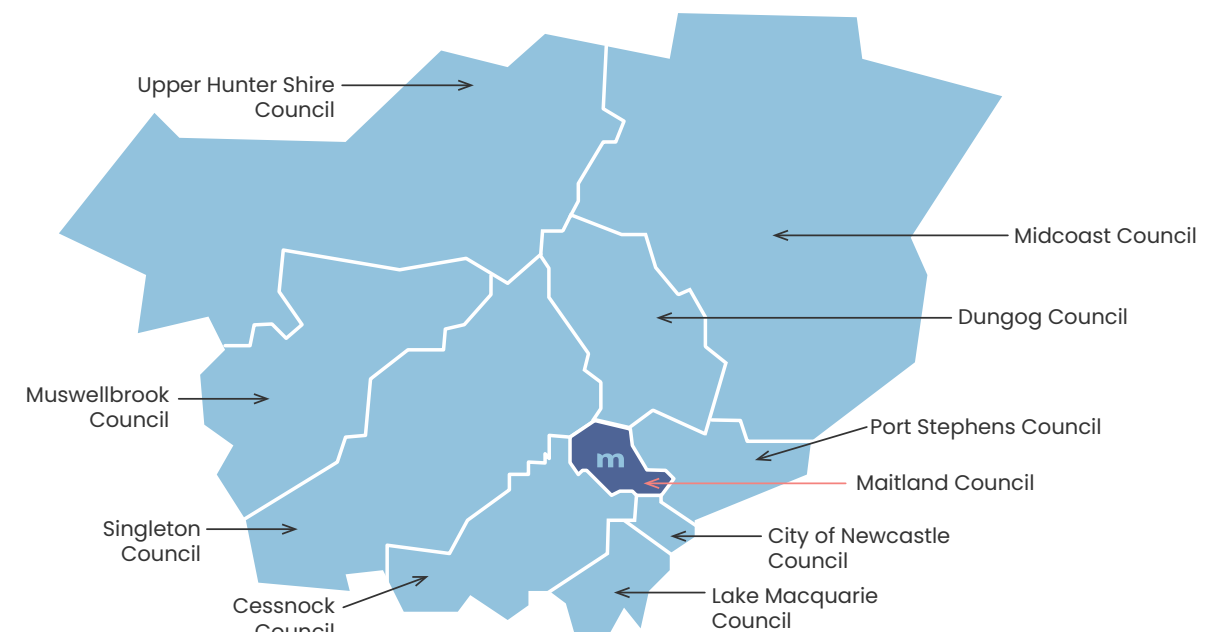 Upper Hunter Shire
Council
Midcoast Council
Dungog Council
Muswellbrook
Council
Port Stephens Council
m
Maitland Council
Singleton
Council
City of Newcastle
Council
Cessnock
Council
Lake Macquarie
Council